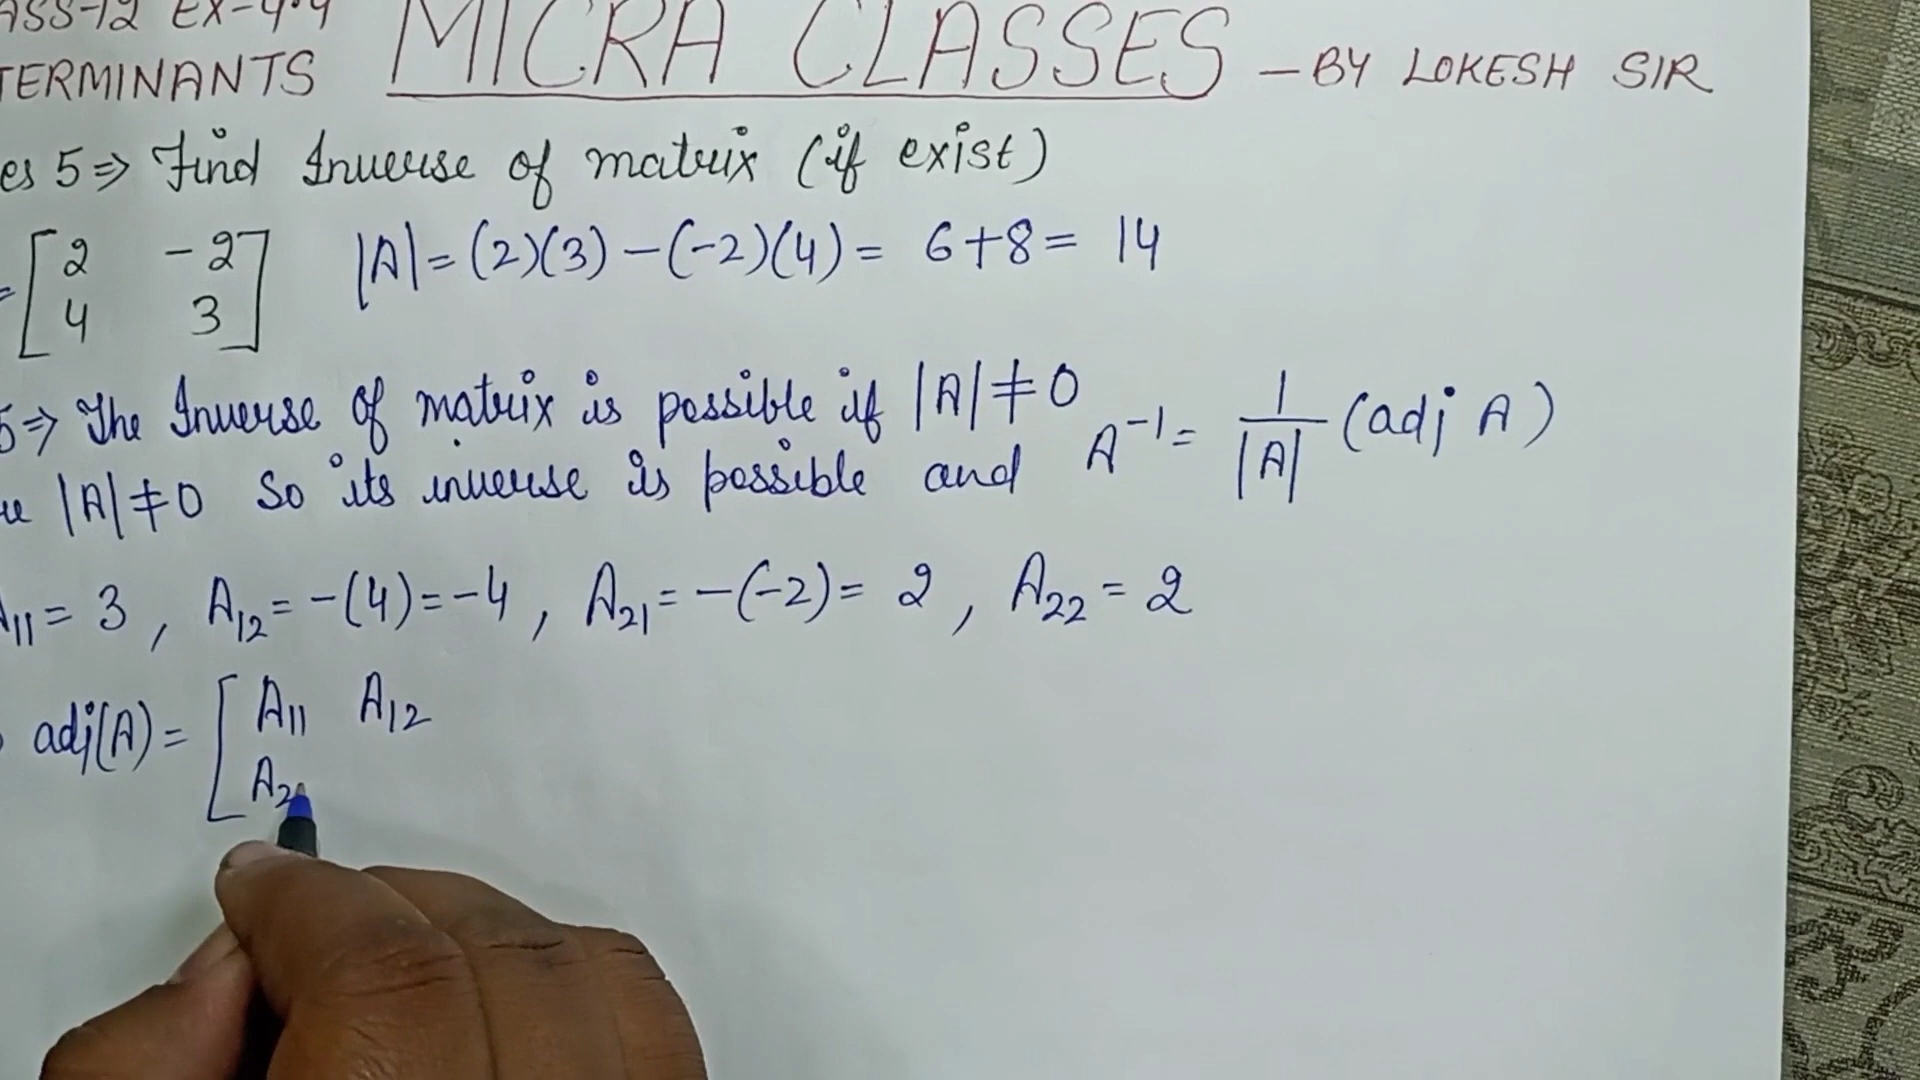 ASS-12 EX-4.4
TERMINANTS MICRA CLASSES - BY LOKESH SIR
es 5 ⇒ Find Inverse of matrix (if exist)
= [2 -2
4 3] |A| = (2)(3) - (-2)(4) = 6+8 = 14
5 ⇒ The Inverse of matrix is possible if |A| ≠ 0
re |A| ≠ 0 So its inverse is possible and A⁻¹ = 1/|A| (adj A)
A₁₁ = 3, A₁₂ = -(4) = -4, A₂₁ = -(-2) = 2, A₂₂ = 2
adj(A) = [A₁₁ A₁₂
A₂